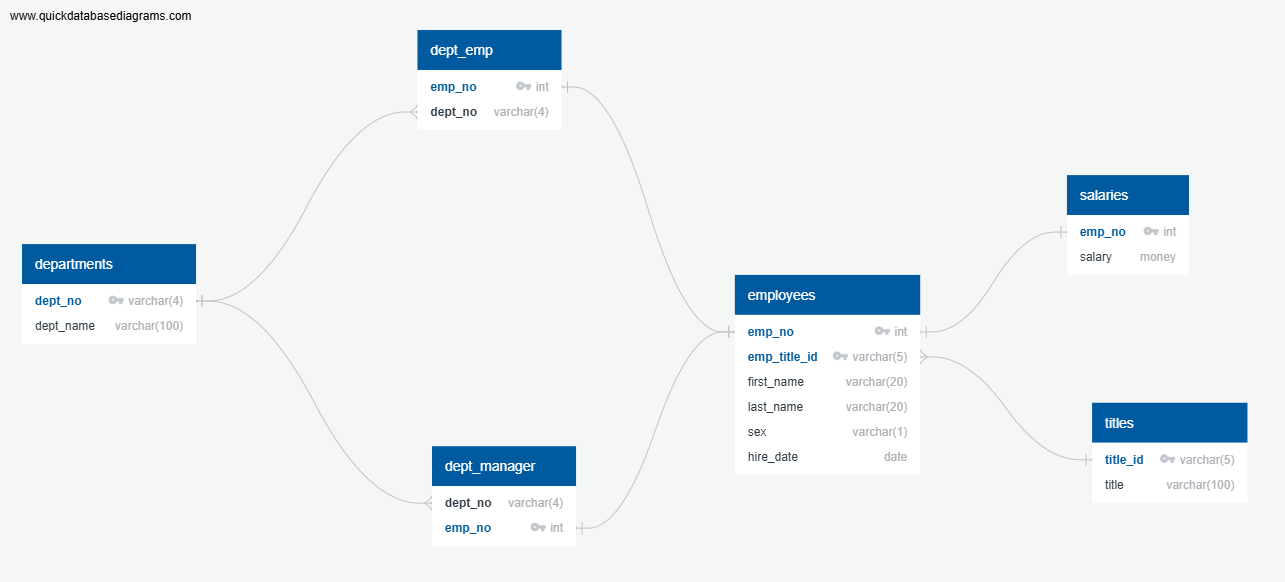 www.quickdatabasediagrams.com
dept_emp
emp_no int
dept_no varchar(4)
departments
dept_no varchar(4)
dept_name varchar(100)
dept_manager
dept_no varchar(4)
emp_no int
employees
emp_no int
emp_title_id varchar(5)
first_name varchar(20)
last_name varchar(20)
sex varchar(1)
hire_date date
salaries
emp_no int
salary money
titles
title_id varchar(5)
title varchar(100)